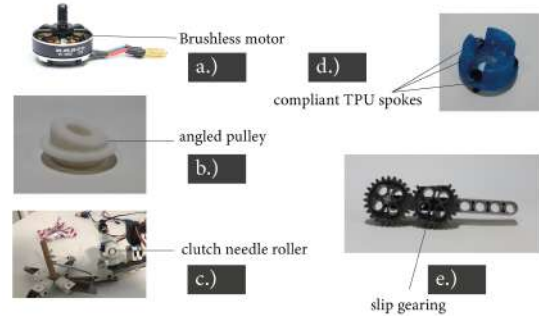 Brushless motor
a.)
d.)
compliant TPU spokes
angled pulley
b.)
clutch needle roller
c.)
e.)
slip gearing